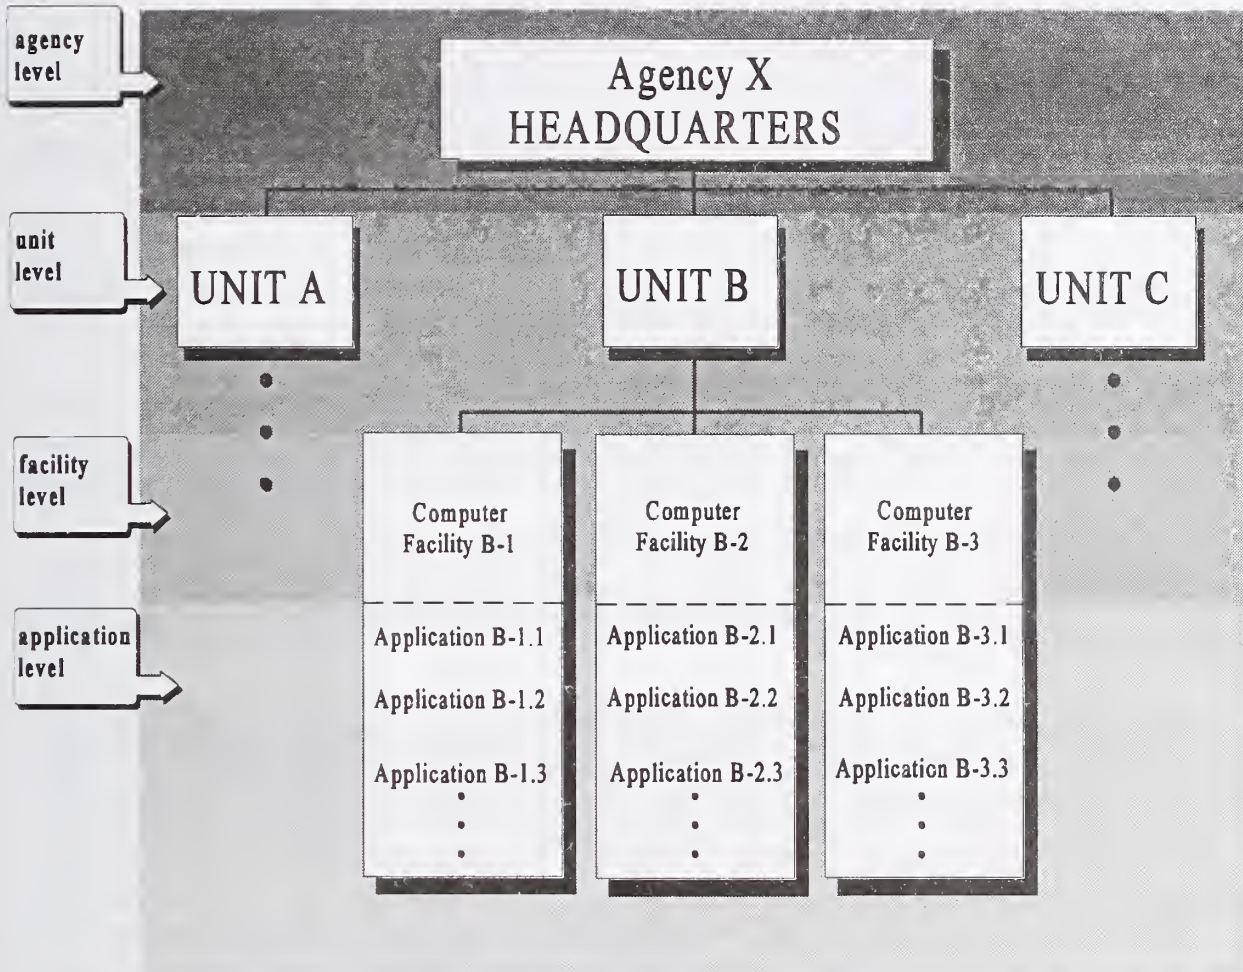 agency
level
Agency X
HEADQUARTERS
unit
level
UNIT A
UNIT B
UNIT C
facility
level
Computer
Facility B-1
Computer
Facility B-2
Computer
Facility B-3
application
level
Application B-1.1
Application B-1.2
Application B-1.3
Application B-2.1
Application B-2.2
Application B-2.3
Application B-3.1
Application B-3.2
Application B-3.3